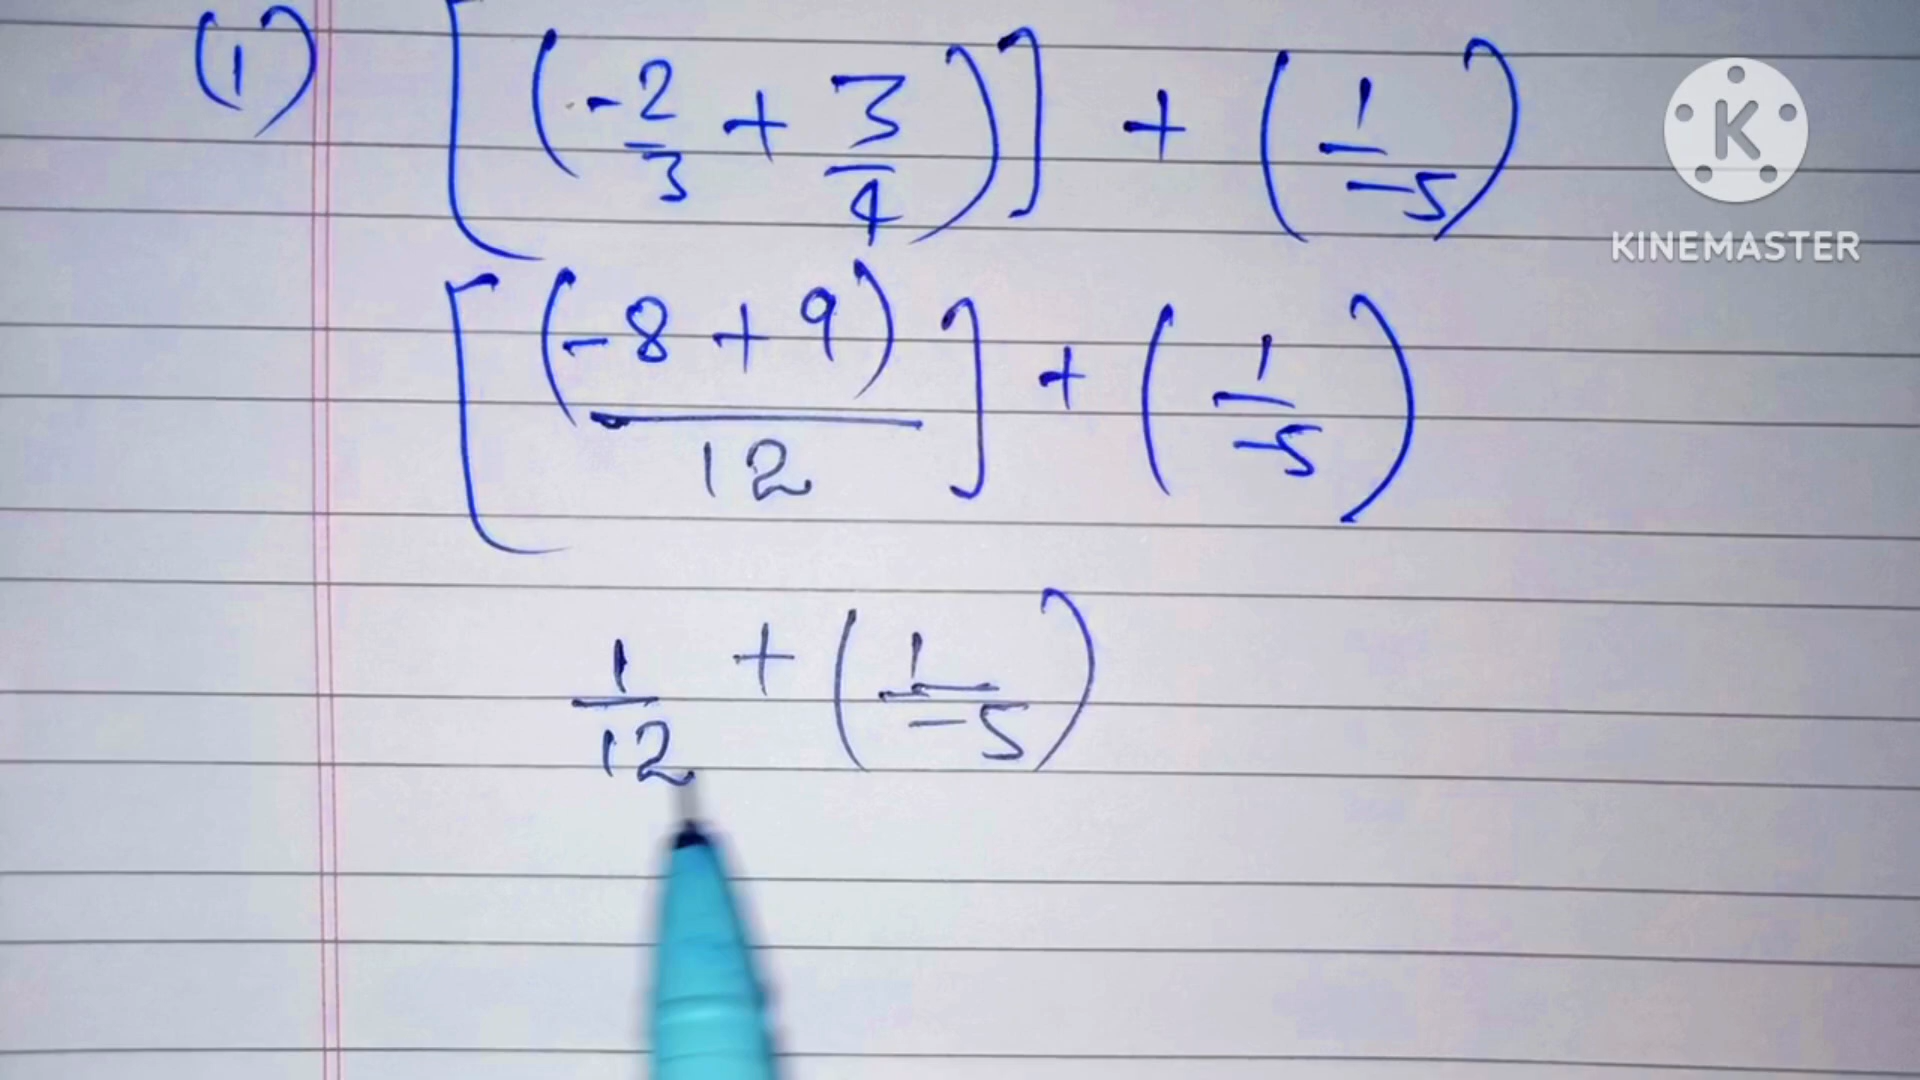 (1) [(-2/3 + 3/4)] + (1/-5)
[(-8 + 9)/12] + (1/-5)
1/12 + (1/-5)
K
KINEMASTER